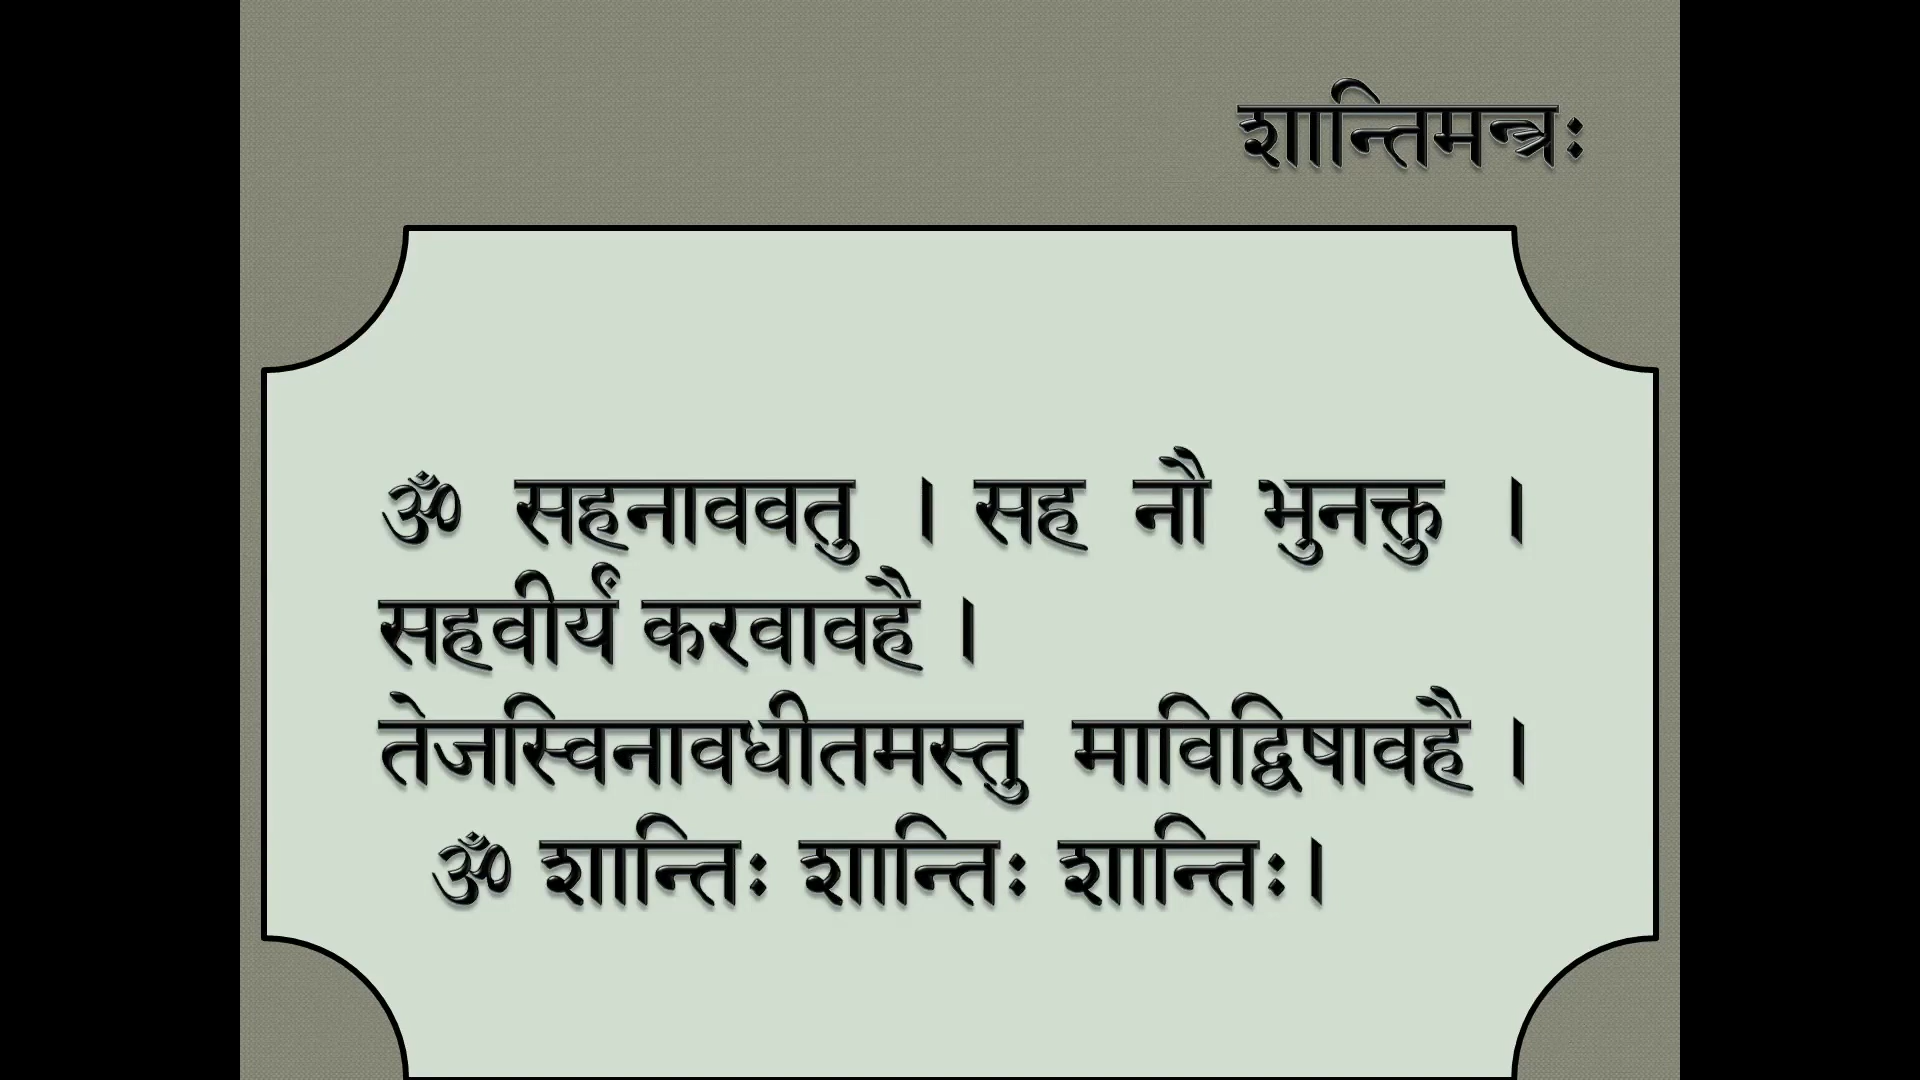 शान्तिमन्त्रः
ॐ सहनाववतु । सह नौ भुनक्तु ।
सहवीर्यं करवावहै ।
तेजस्विनावधीतमस्तु माविद्विषावहै ।
ॐ शान्तिः शान्तिः शान्तिः।